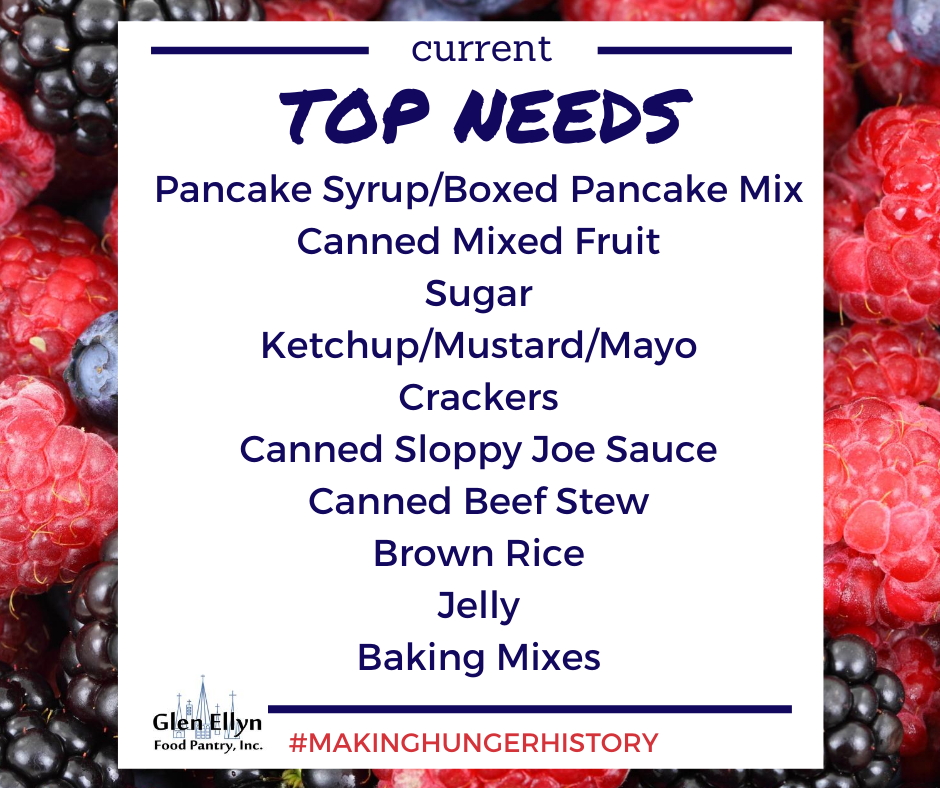 current
TOP NEEDS
Pancake Syrup/Boxed Pancake Mix
Canned Mixed Fruit
Sugar
Ketchup/Mustard/Mayo
Crackers
Canned Sloppy Joe Sauce
Canned Beef Stew
Brown Rice
Jelly
Baking Mixes
Glen Ellyn
Food Pantry, Inc.
#MAKINGHUNGERHISTORY